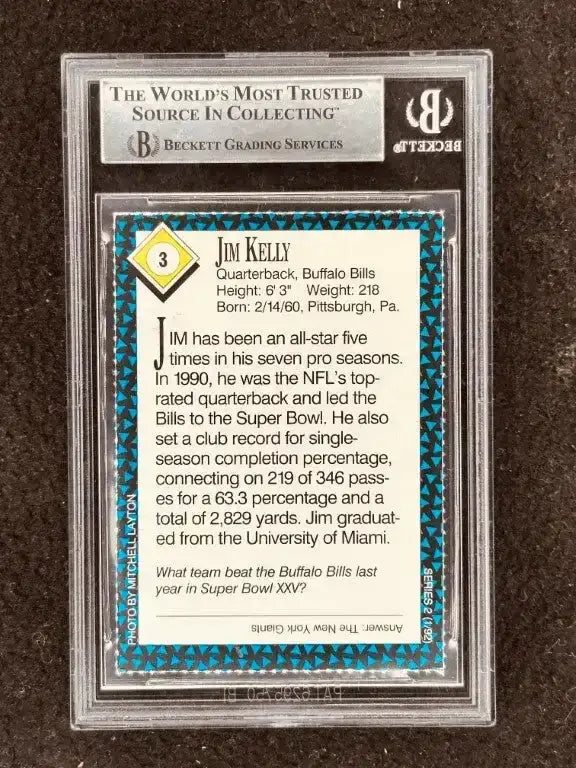 THE WORLD'S MOST TRUSTED
SOURCE IN COLLECTING™
B BECKETT GRADING SERVICES
B
BECKETT®
3
JIM KELLY
Quarterback, Buffalo Bills
Height: 6' 3" Weight: 218
Born: 2/14/60, Pittsburgh, Pa.
JIM has been an all-star five
times in his seven pro seasons.
In 1990, he was the NFL's top-
rated quarterback and led the
Bills to the Super Bowl. He also
set a club record for single-
season completion percentage,
connecting on 219 of 346 pass-
es for a 63.3 percentage and a
total of 2,829 yards. Jim graduat-
ed from the University of Miami.
What team beat the Buffalo Bills last
year in Super Bowl XXV?
Answer: The New York Giants
PHOTO BY MITCHELL LAYTON
SERIES 2 (1/92)